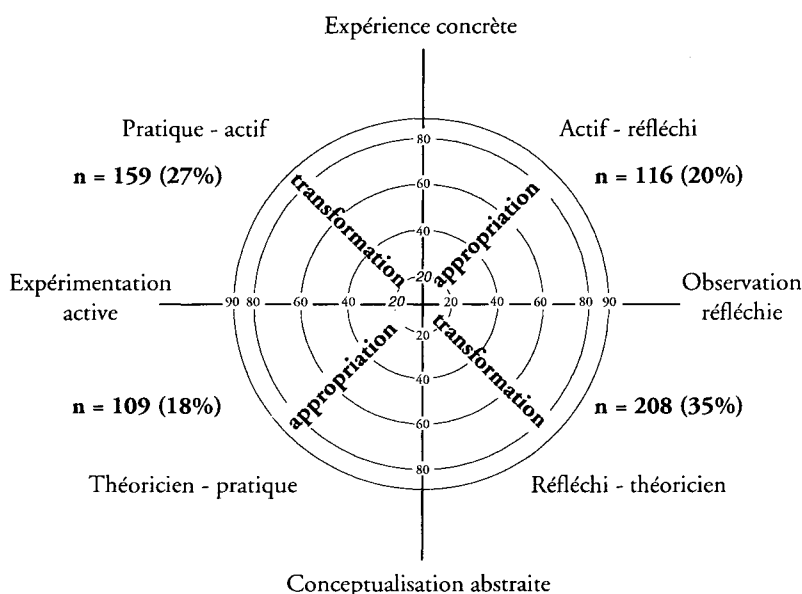 Expérience concrète
Pratique - actif
Actif - réfléchi
n = 159 (27%)
n = 116 (20%)
80
60
40
20
transformation
appropriation
Expérimentation
active
Observation
réfléchie
90 80 60 40 20 20 40 60 80 90
20
40
60
80
appropriation
transformation
n = 109 (18%)
n = 208 (35%)
Théoricien - pratique
Réfléchi - théoricien
Conceptualisation abstraite